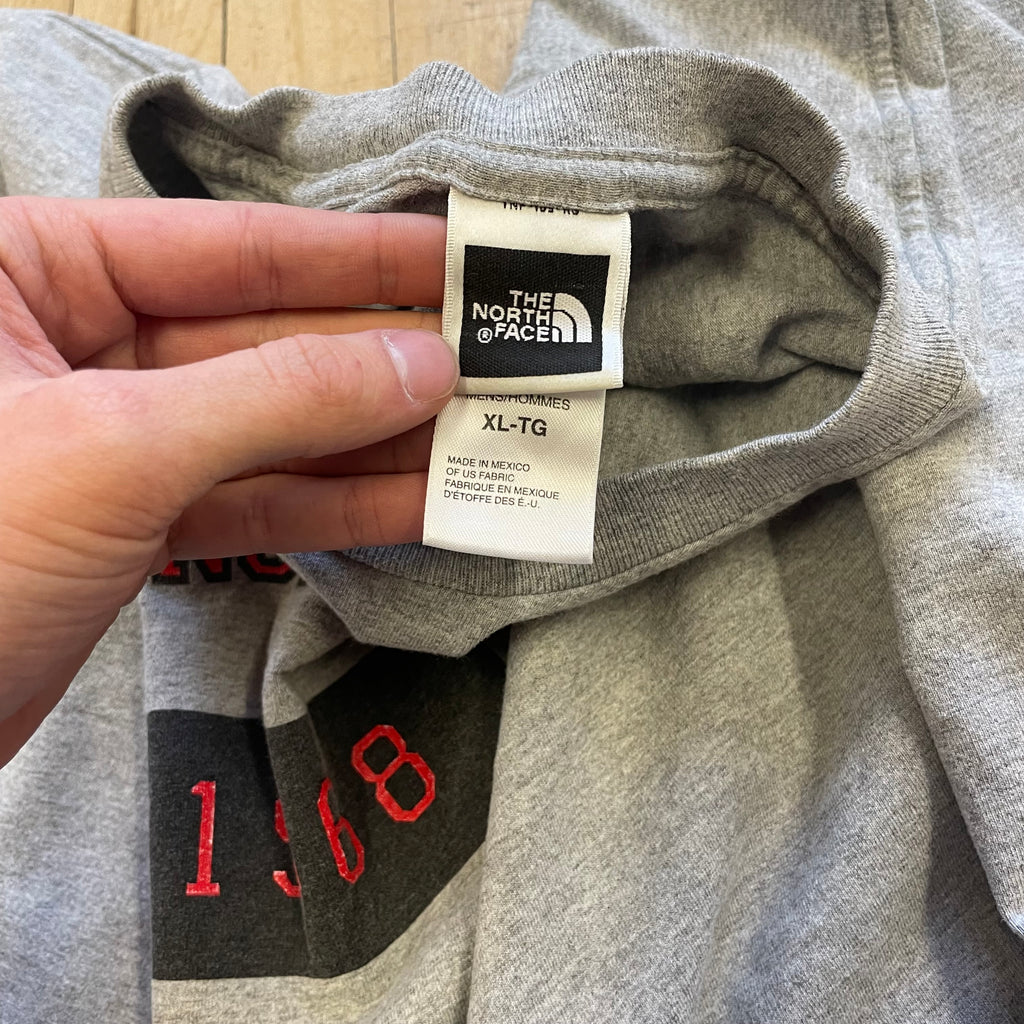 THE
NORTH
®FACE
MENS/HOMMES
XL-TG
MADE IN MEXICO
OF US FABRIC
FABRIQUE EN MEXIQUE
D'ÉTOFFE DES É.-U.
1968